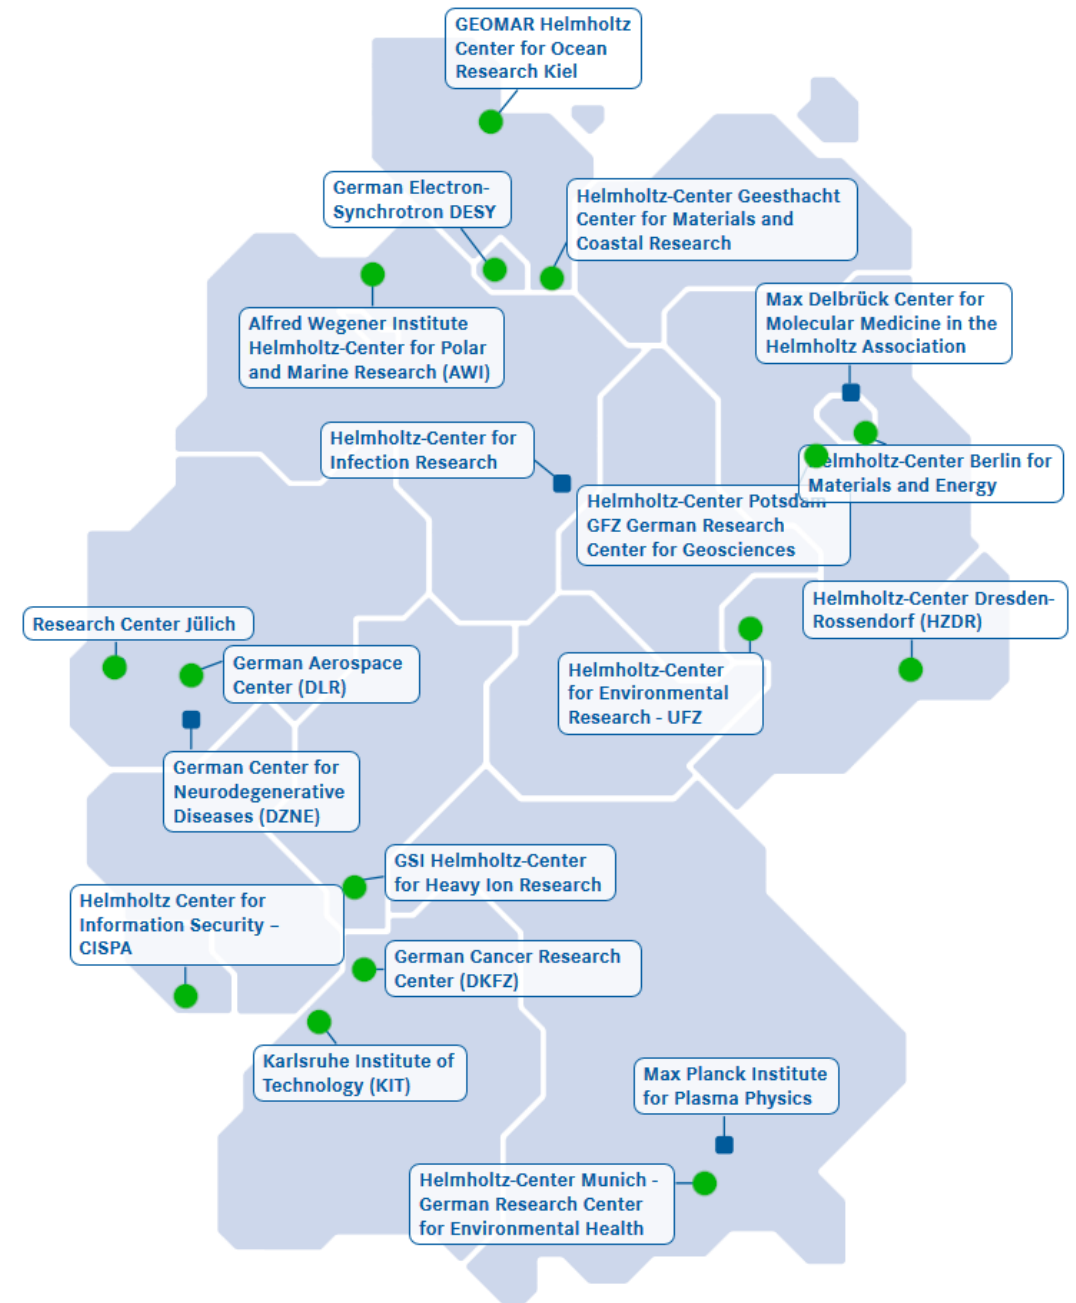 GEOMAR Helmholtz
Center for Ocean
Research Kiel
German Electron-
Synchrotron DESY
Helmholtz-Center Geesthacht
Center for Materials and
Coastal Research
Alfred Wegener Institute
Helmholtz-Center for Polar
and Marine Research (AWI)
Max Delbrück Center for
Molecular Medicine in the
Helmholtz Association
Helmholtz-Center for
Infection Research
Helmholtz-Center Berlin for
Materials and Energy
Helmholtz-Center Potsdam
GFZ German Research
Center for Geosciences
Research Center Jülich
German Aerospace
Center (DLR)
Helmholtz-Center Dresden-
Rossendorf (HZDR)
Helmholtz-Center
for Environmental
Research - UFZ
German Center for
Neurodegenerative
Diseases (DZNE)
GSI Helmholtz-Center
for Heavy Ion Research
Helmholtz Center for
Information Security –
CISPA
German Cancer Research
Center (DKFZ)
Karlsruhe Institute of
Technology (KIT)
Max Planck Institute
for Plasma Physics
Helmholtz-Center Munich -
German Research Center
for Environmental Health